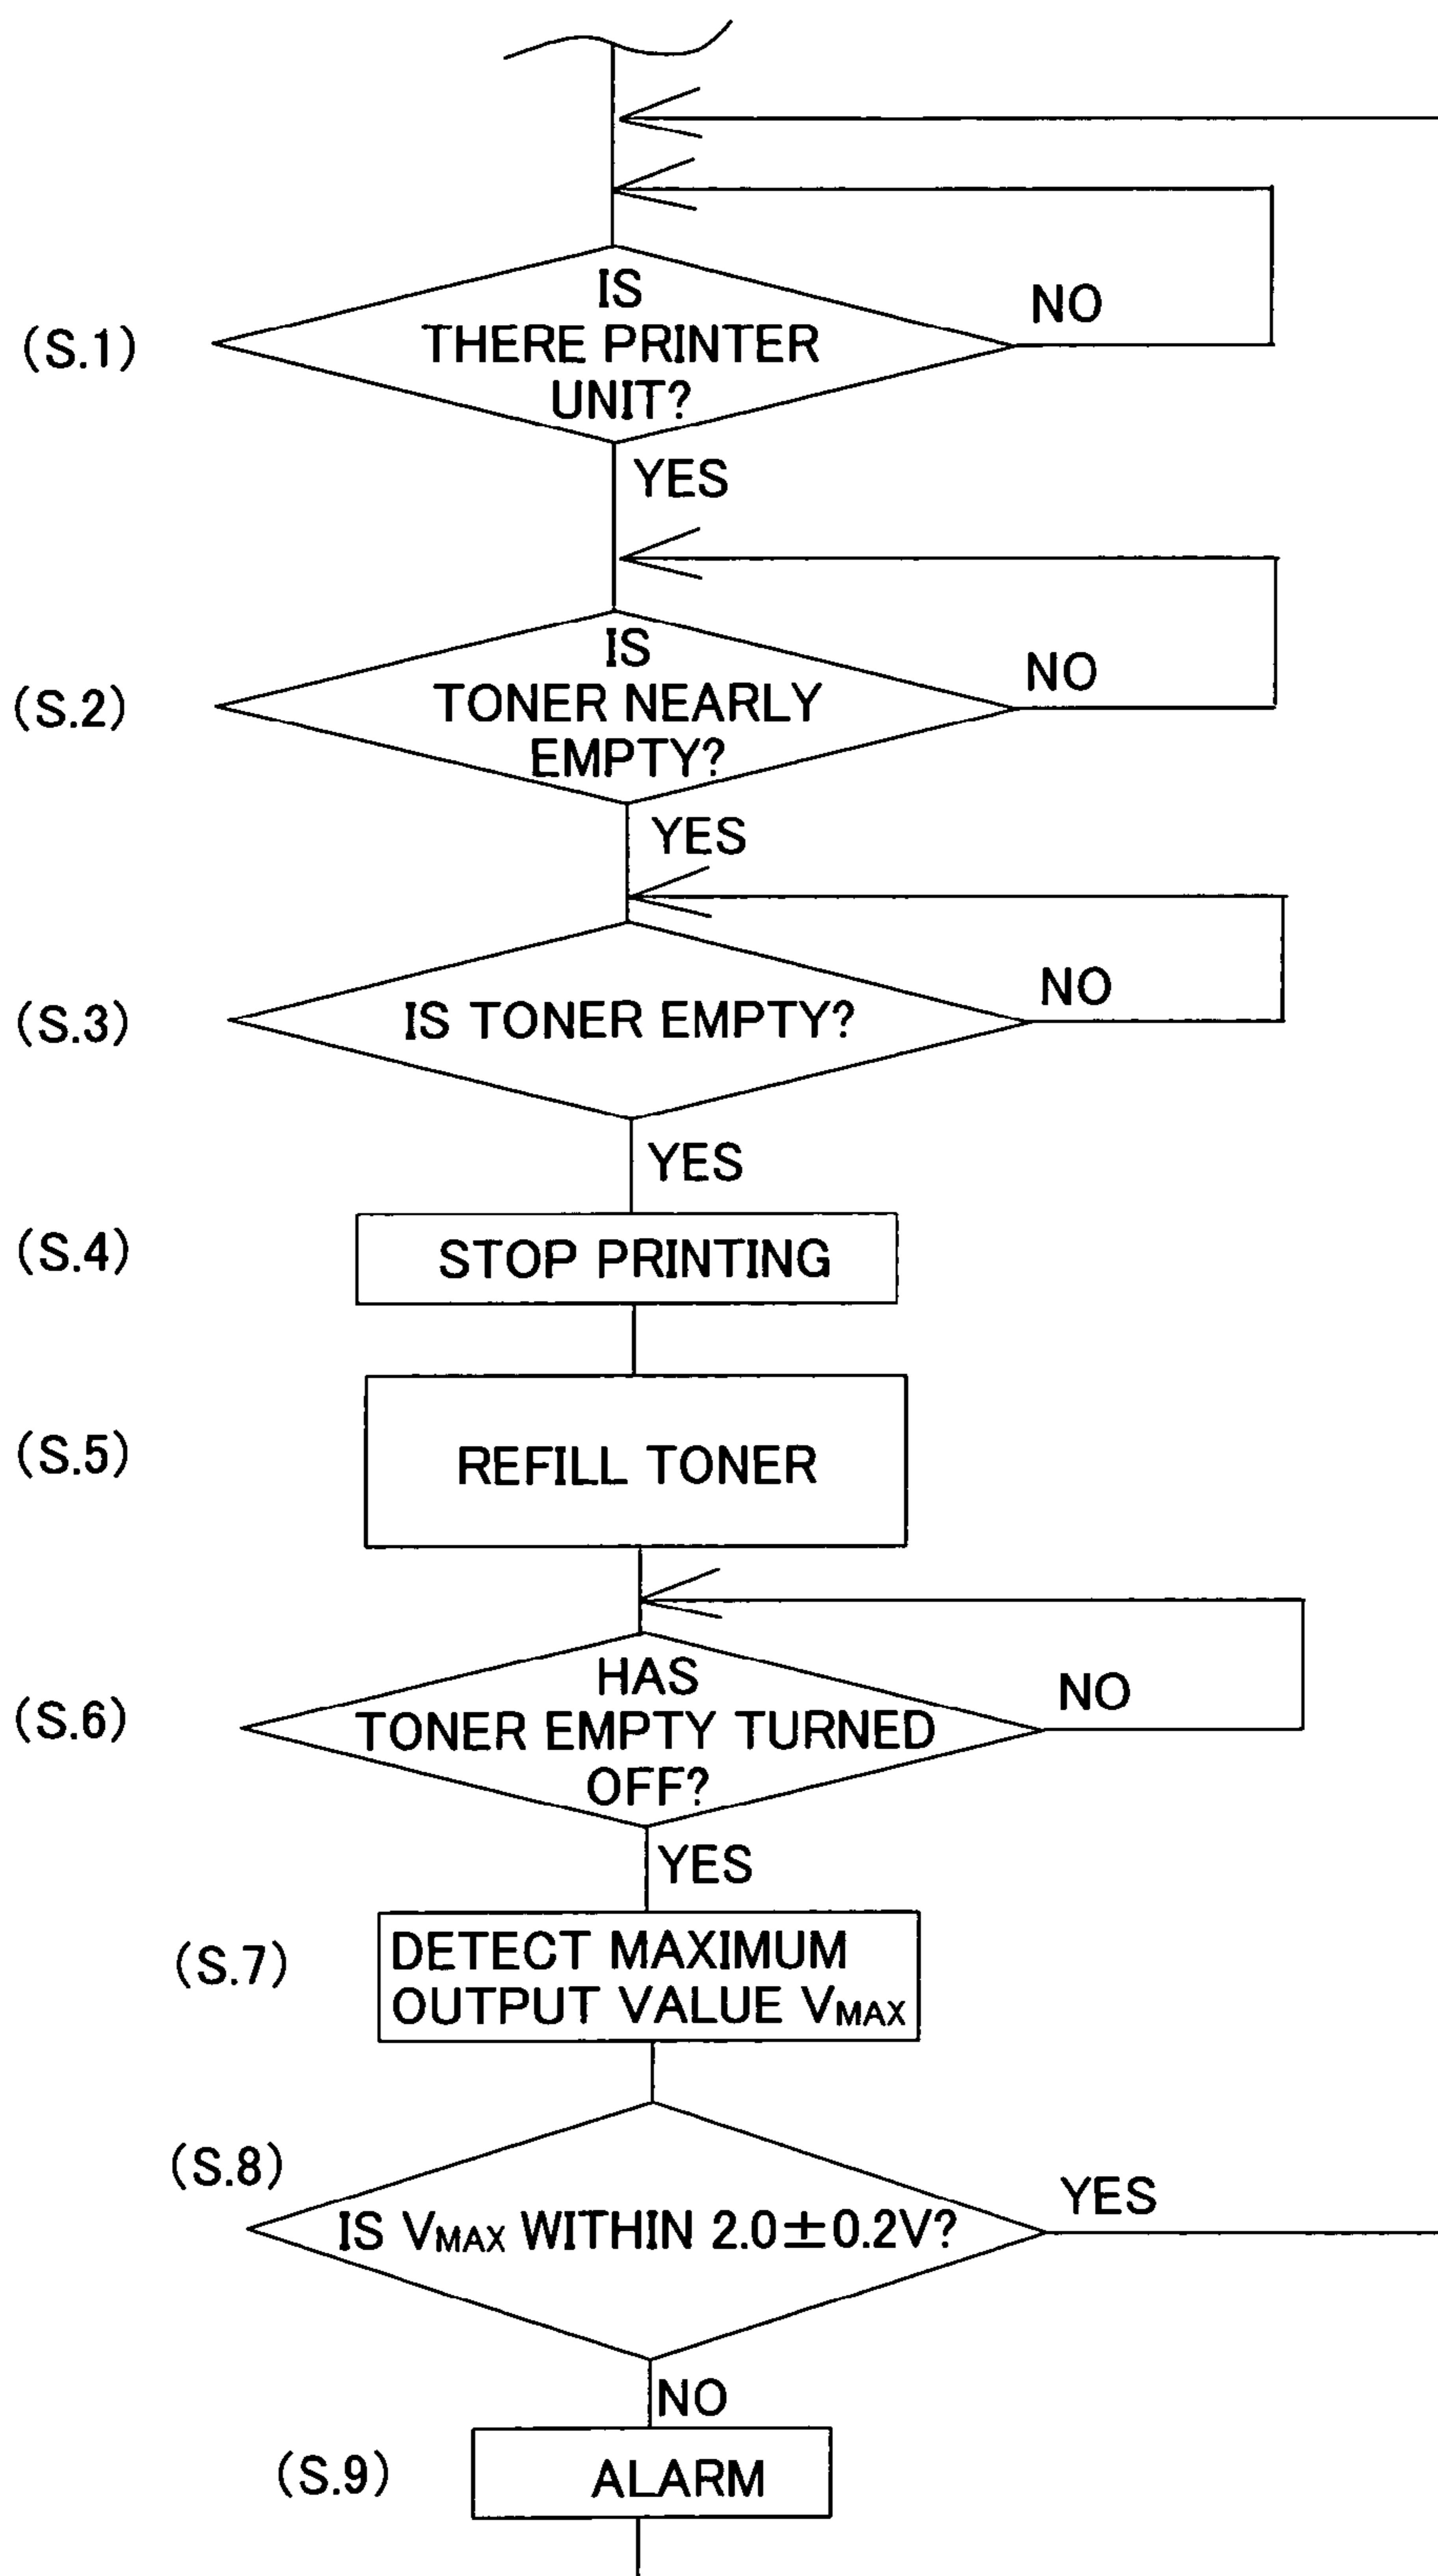 (S.1)
IS
THERE PRINTER
UNIT?
NO
YES
(S.2)
IS
TONER NEARLY
EMPTY?
NO
YES
(S.3)
IS TONER EMPTY?
NO
YES
(S.4)
STOP PRINTING
(S.5)
REFILL TONER
(S.6)
HAS
TONER EMPTY TURNED
OFF?
NO
YES
(S.7)
DETECT MAXIMUM
OUTPUT VALUE VMAX
(S.8)
IS VMAX WITHIN 2.0±0.2V?
YES
NO
(S.9)
ALARM